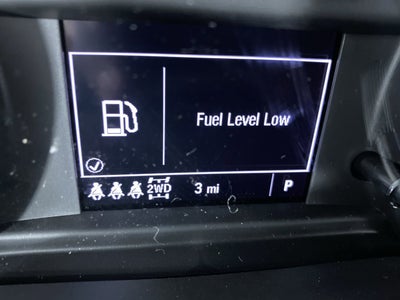 Fuel Level Low
2WD 3 mi P